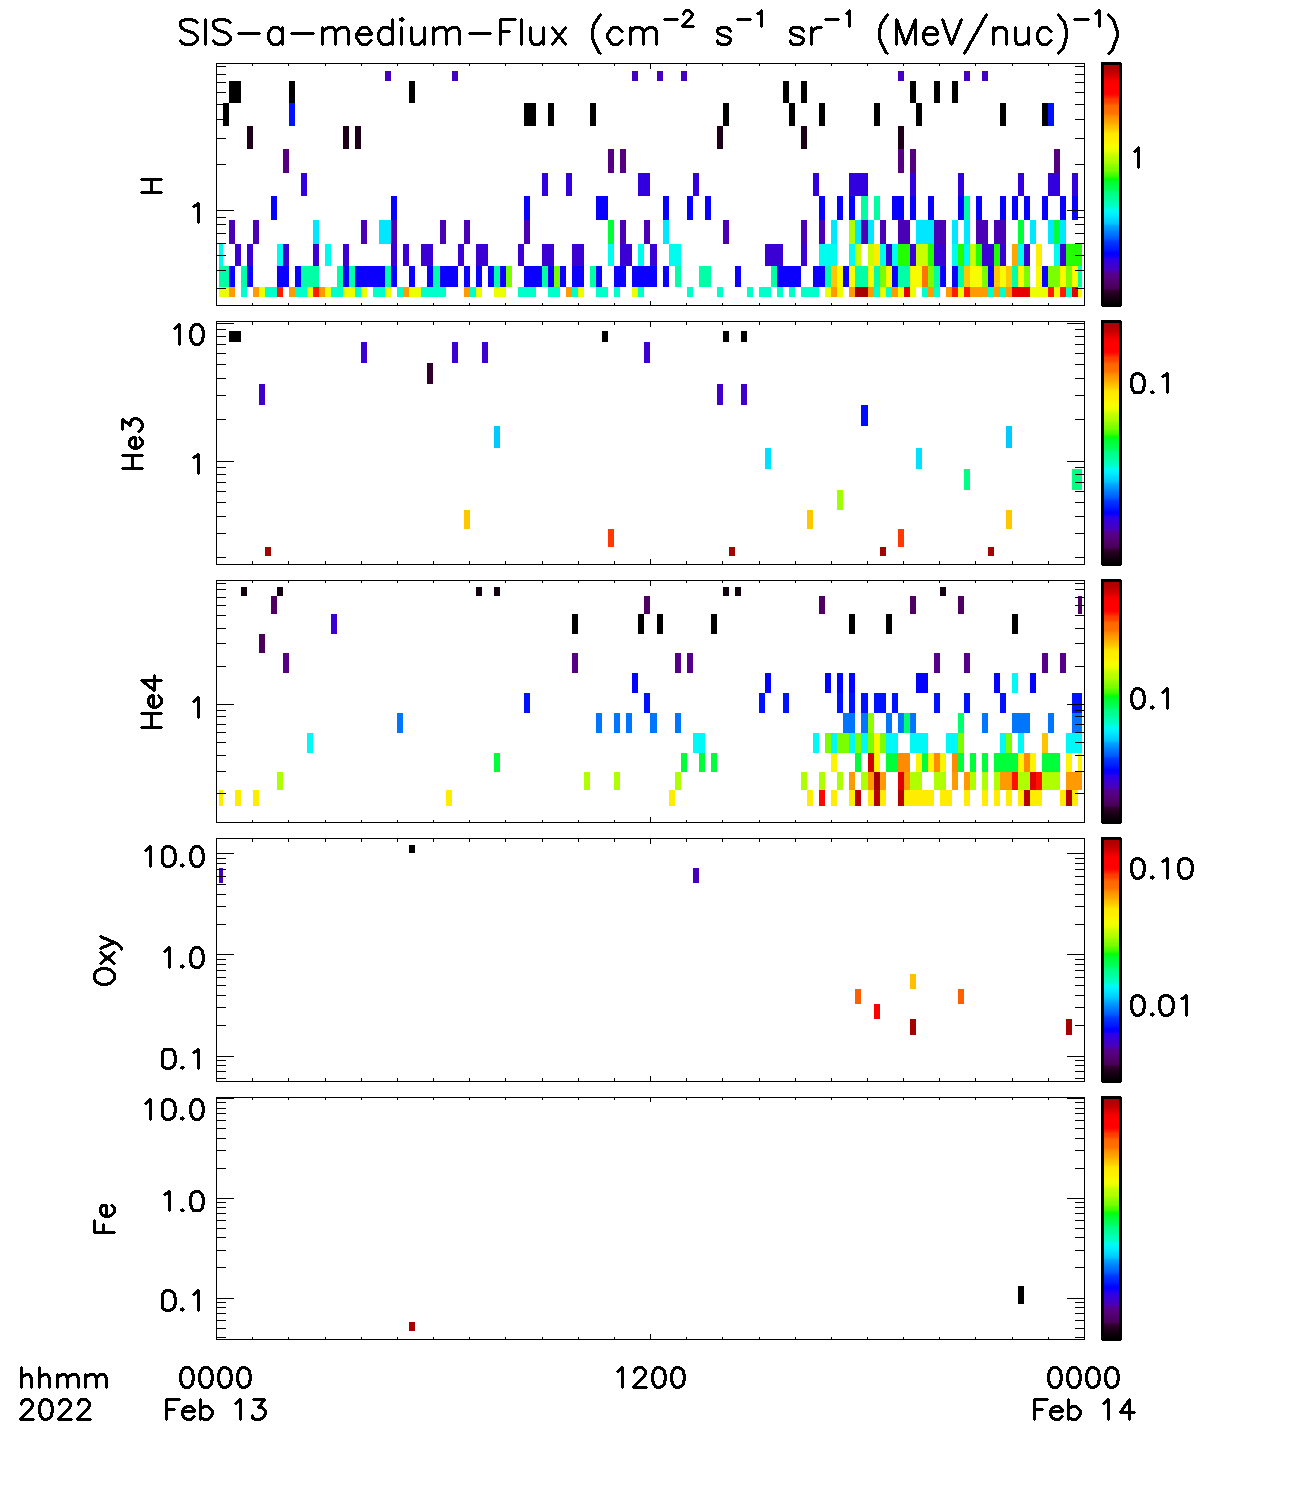 SIS-a-medium-Flux (cm⁻² s⁻¹ sr⁻¹ (MeV/nuc)⁻¹)
H
1
1
He3
10
1
0.1
He4
1
0.1
Oxy
10.0
1.0
0.1
0.10
0.01
Fe
10.0
1.0
0.1
hhmm 0000 1200 0000
2022 Feb 13 Feb 14